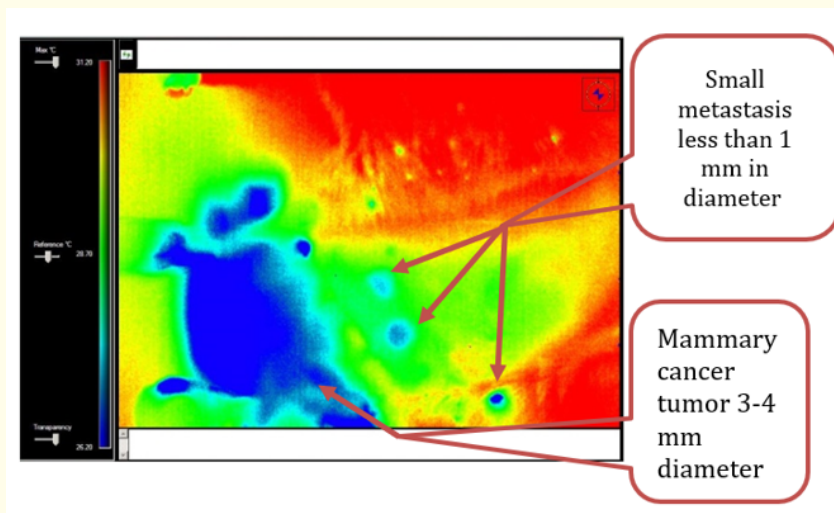 Max °C
31.20
Reference °C
28.70
Transparency
26.20
Small
metastasis
less than 1
mm in
diameter
Mammary
cancer
tumor 3-4
mm
diameter